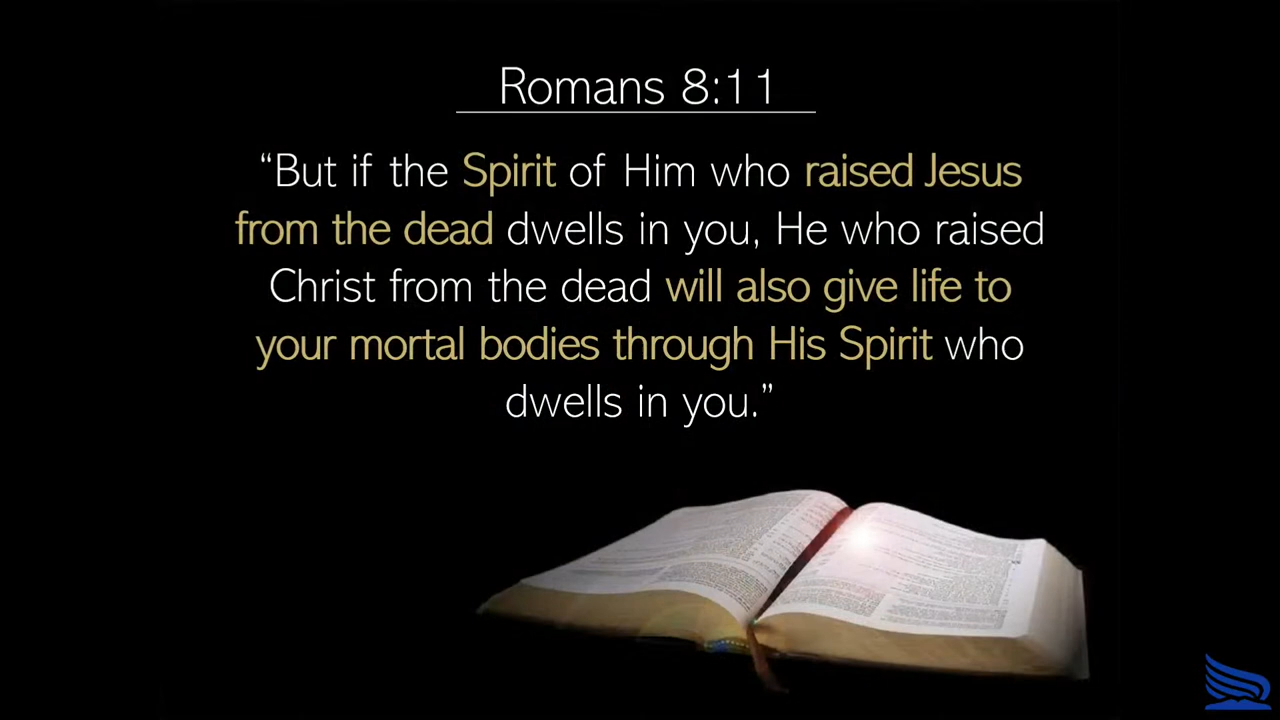 Romans 8:11
“But if the Spirit of Him who raised Jesus
from the dead dwells in you, He who raised
Christ from the dead will also give life to
your mortal bodies through His Spirit who
dwells in you.”